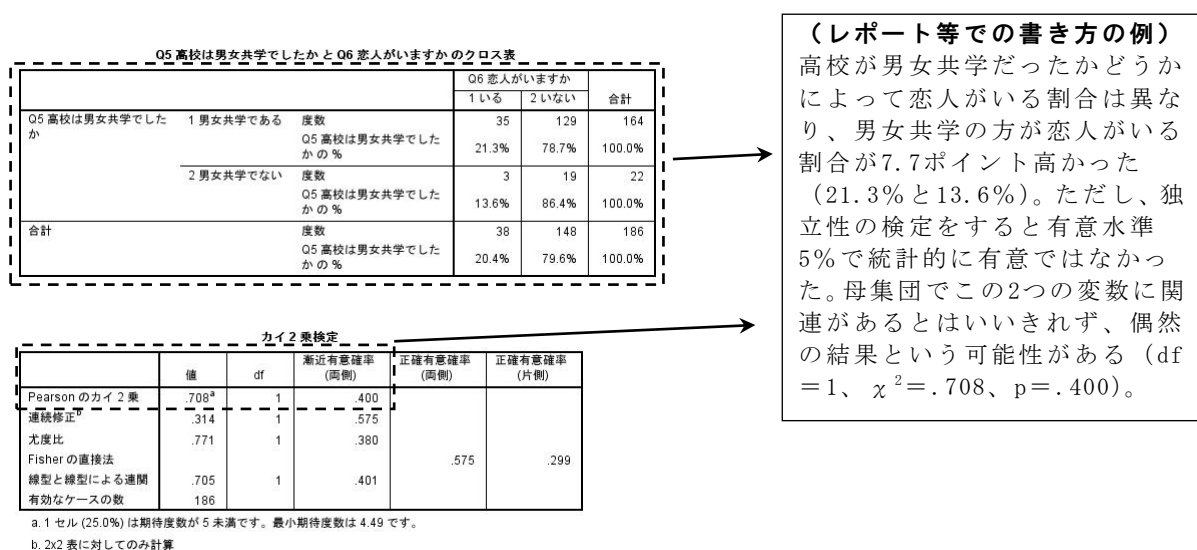 Q5 高校は男女共学でしたか と Q6 恋人がいますか のクロス表
Q6 恋人がいますか
1 いる 2 いない 合計
Q5 高校は男女共学でした
か
1 男女共学である 度数 35 129 164
Q5 高校は男女共学でした
か の %
21.3% 78.7% 100.0%
2 男女共学でない 度数 3 19 22
Q5 高校は男女共学でした
か の %
13.6% 86.4% 100.0%
合計 度数 38 148 186
Q5 高校は男女共学でした
か の %
20.4% 79.6% 100.0%
カイ 2 乗検定
値 df 漸近有意確率
(両側)
正確有意確率
(両側)
正確有意確率
(片側)
Pearson のカイ 2 乗 .708a 1 .400
連続修正b .314 1 .575
尤度比 .771 1 .380
Fisher の直接法 .575 .299
線型と線型による連関 .705 1 .401
有効なケースの数 186
a. 1 セル (25.0%) は期待度数が 5 未満です。最小期待度数は 4.49 です。
b. 2x2 表に対してのみ計算
（レポート等での書き方の例）
高校が男女共学だったかどうか
によって恋人がいる割合は異な
り、男女共学の方が恋人がいる
割合が7.7ポイント高かった
（21.3％と13.6％）。ただし、独
立性の検定をすると有意水準
5％で統計的に有意ではなかっ
た。母集団でこの2つの変数に関
連があるとはいいきれず、偶然
の結果という可能性がある（df
＝1、χ²＝.708、p＝.400）。